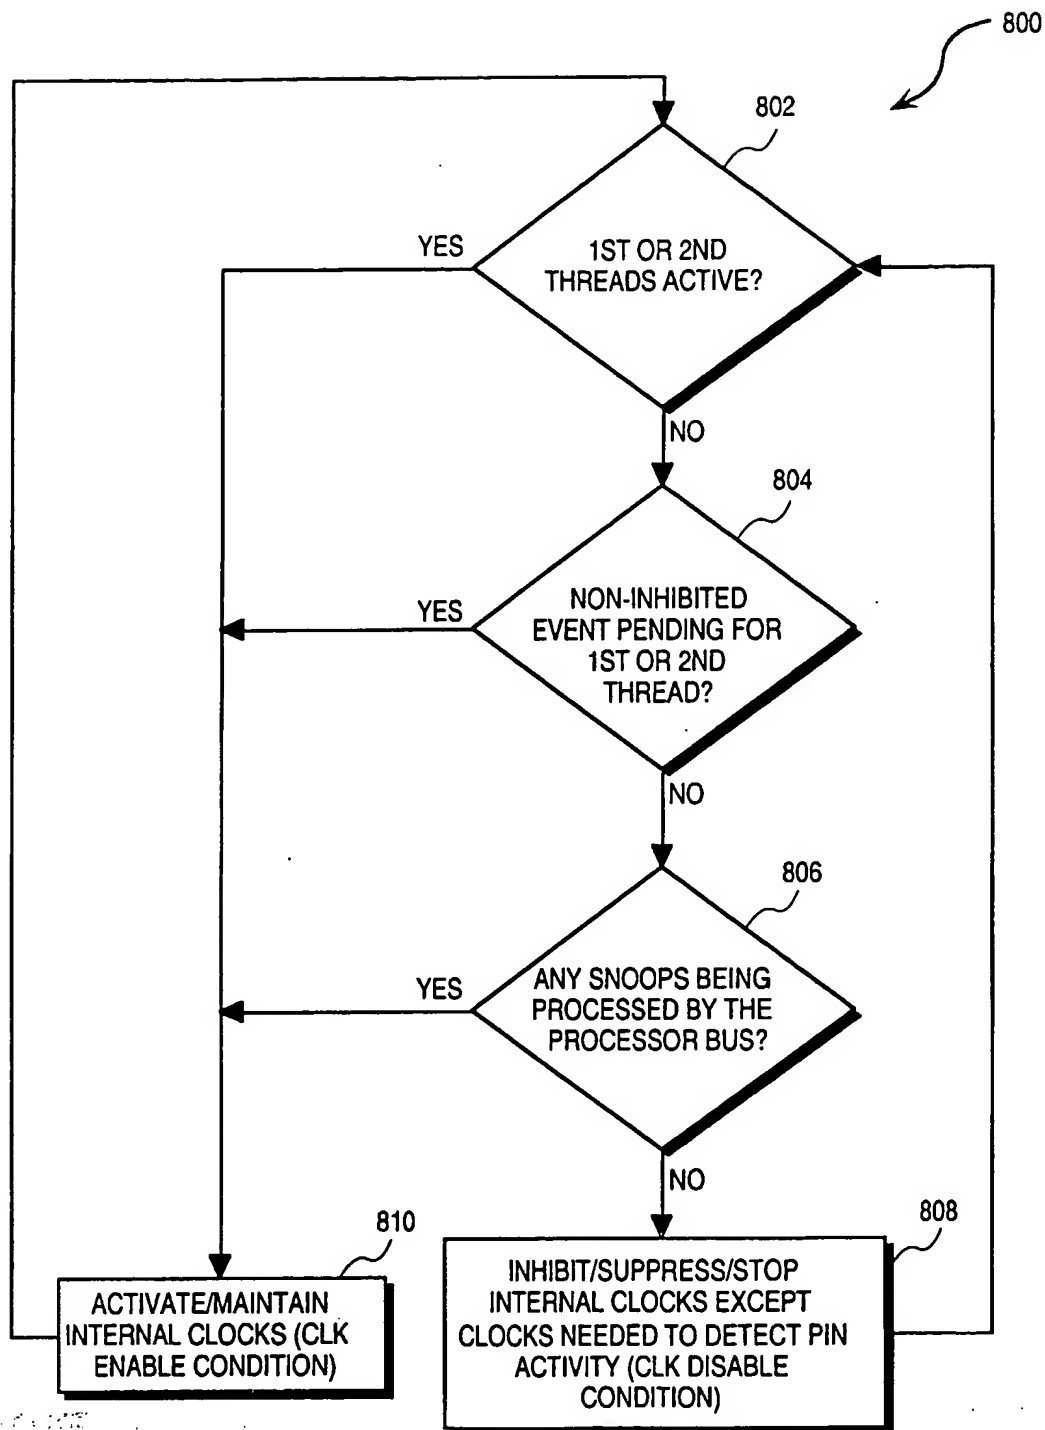 800
802
YES
1ST OR 2ND
THREADS ACTIVE?
NO
804
YES
NON-INHIBITED
EVENT PENDING FOR
1ST OR 2ND
THREAD?
NO
806
YES
ANY SNOOPS BEING
PROCESSED BY THE
PROCESSOR BUS?
NO
810
ACTIVATE/MAINTAIN
INTERNAL CLOCKS (CLK
ENABLE CONDITION)
808
INHIBIT/SUPPRESS/STOP
INTERNAL CLOCKS EXCEPT
CLOCKS NEEDED TO DETECT PIN
ACTIVITY (CLK DISABLE
CONDITION)